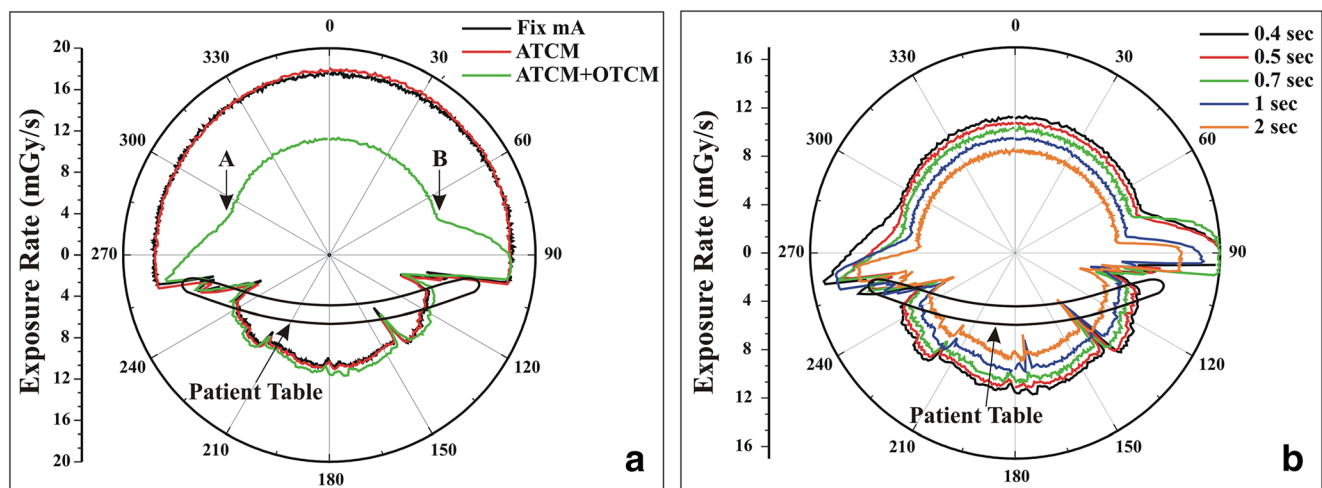 Exposure Rate (mGy/s)
20
16
12
8
4
0
4
8
12
16
20
0
30
60
90
120
150
180
210
240
270
300
330
Fix mA
ATCM
ATCM+OTCM
A
B
Patient Table
a
Exposure Rate (mGy/s)
16
12
8
4
0
4
8
12
16
0
30
60
90
120
150
180
210
240
270
300
330
0.4 sec
0.5 sec
0.7 sec
1 sec
2 sec
Patient Table
b